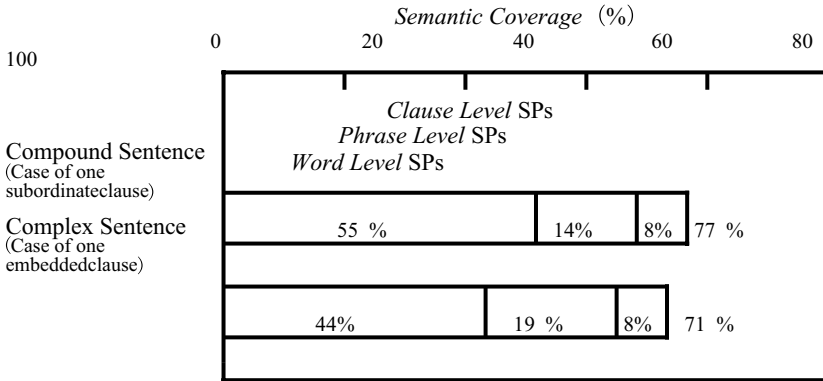 Semantic Coverage (%)
0 20 40 60 80
100
Clause Level SPs
Phrase Level SPs
Word Level SPs
Compound Sentence
(Case of one
subordinateclause)
Complex Sentence
(Case of one
embeddedclause)
55 % 14% 8% 77 %
44% 19 % 8% 71 %